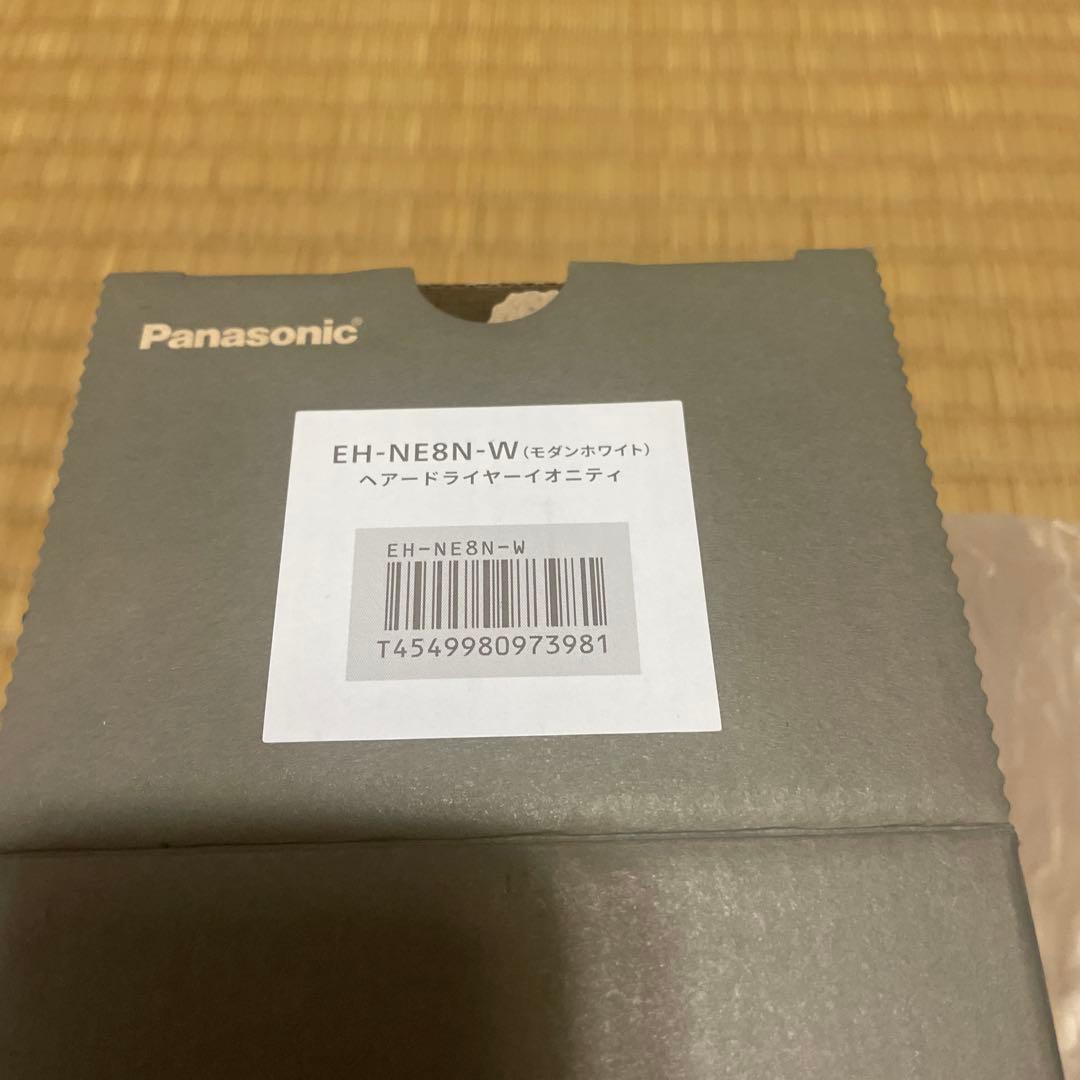 Panasonic®
EH-NE8N-W(モダンホワイト)
ヘアードライヤーイオニティ
EH-NE8N-W
T4549980973981